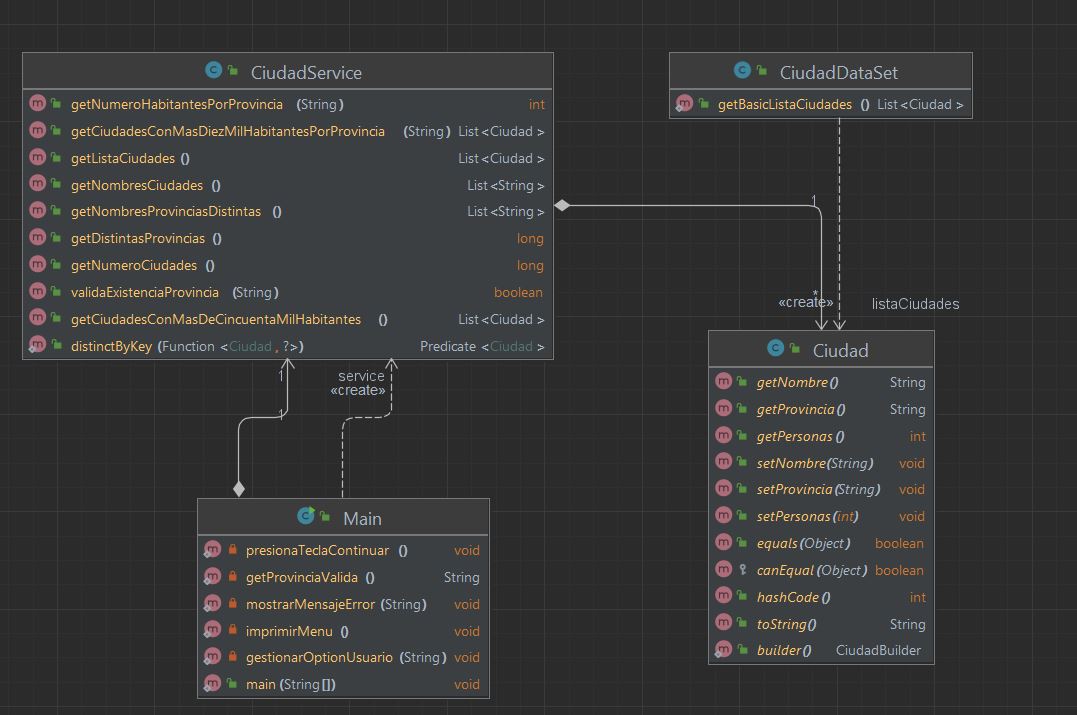 CiudadService
getNumeroHabitantesPorProvincia (String) int
getCiudadesConMasDiezMilHabitantesPorProvincia (String) List<Ciudad>
getListaCiudades () List<Ciudad>
getNombresCiudades () List<String>
getNombresProvinciasDistintas () List<String>
getDistintasProvincias () long
getNumeroCiudades () long
validaExistenciaProvincia (String) boolean
getCiudadesConMasDeCincuentaMilHabitantes () List<Ciudad>
distinctByKey (Function<Ciudad, ?>) Predicate<Ciudad>
CiudadDataSet
getBasicListaCiudades () List<Ciudad>
1
*
«create»
listaCiudades
1
service
«create»
1
Main
presionaTeclaContinuar () void
getProvinciaValida () String
mostrarMensajeError (String) void
imprimirMenu () void
gestionarOptionUsuario (String) void
main (String[]) void
Ciudad
getNombre() String
getProvincia() String
getPersonas() int
setNombre(String) void
setProvincia(String) void
setPersonas(int) void
equals(Object) boolean
canEqual(Object) boolean
hashCode() int
toString() String
builder() CiudadBuilder